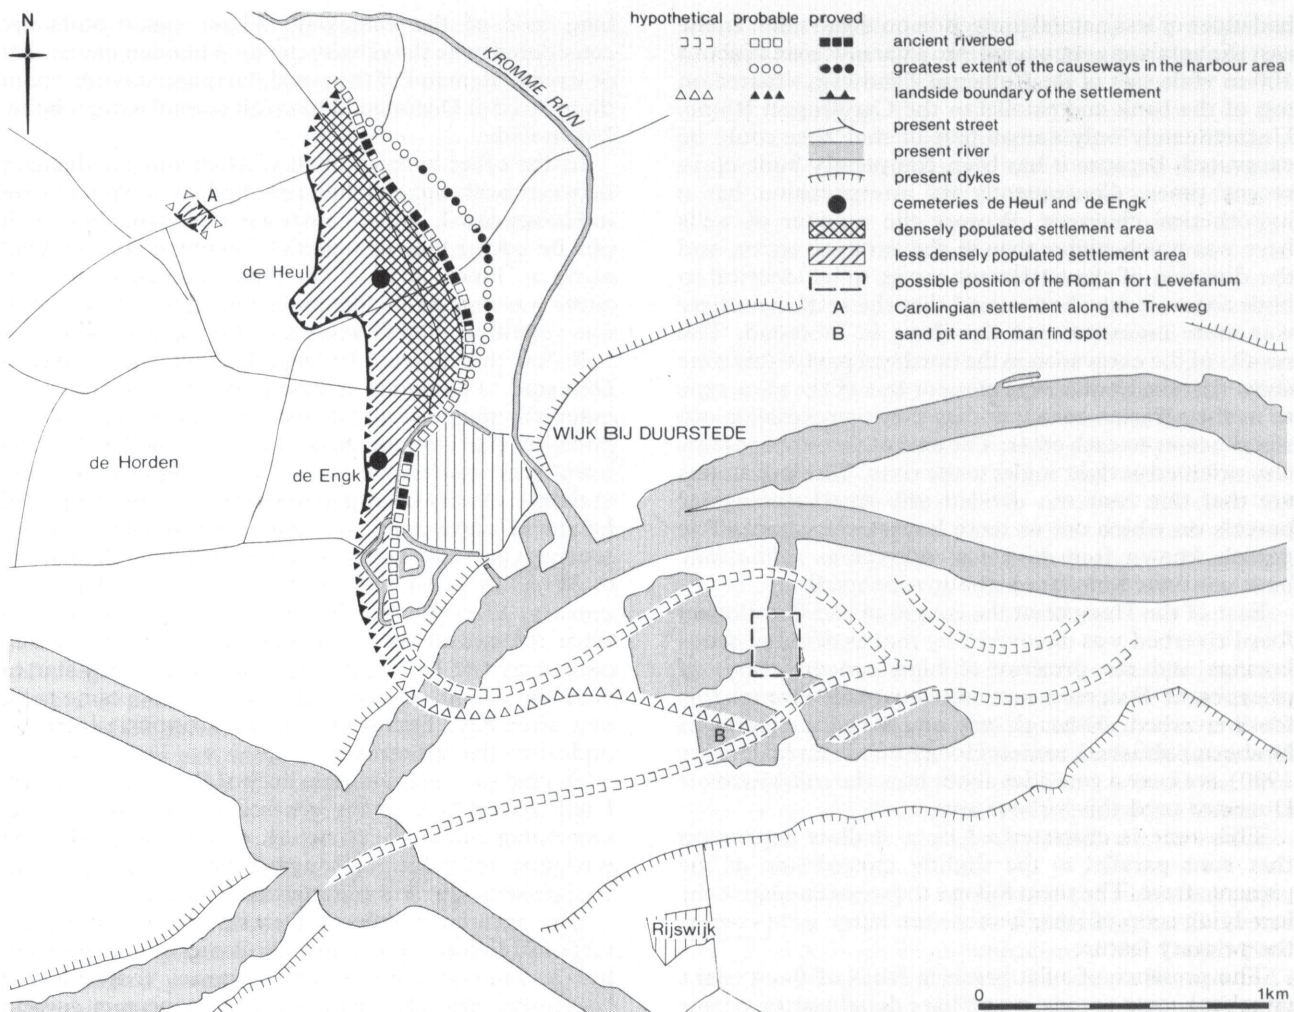 N
hypothetical probable proved
ancient riverbed
greatest extent of the causeways in the harbour area
landside boundary of the settlement
present street
present river
present dykes
cemeteries 'de Heul' and 'de Engk'
densely populated settlement area
less densely populated settlement area
possible position of the Roman fort Levefanum
A Carolingian settlement along the Trekweg
B sand pit and Roman findspot
KROMME RIJN
A
de Heul
WIJK BIJ DUURSTEDE
de Horden
de Engk
B
Rijswijk
0 1km